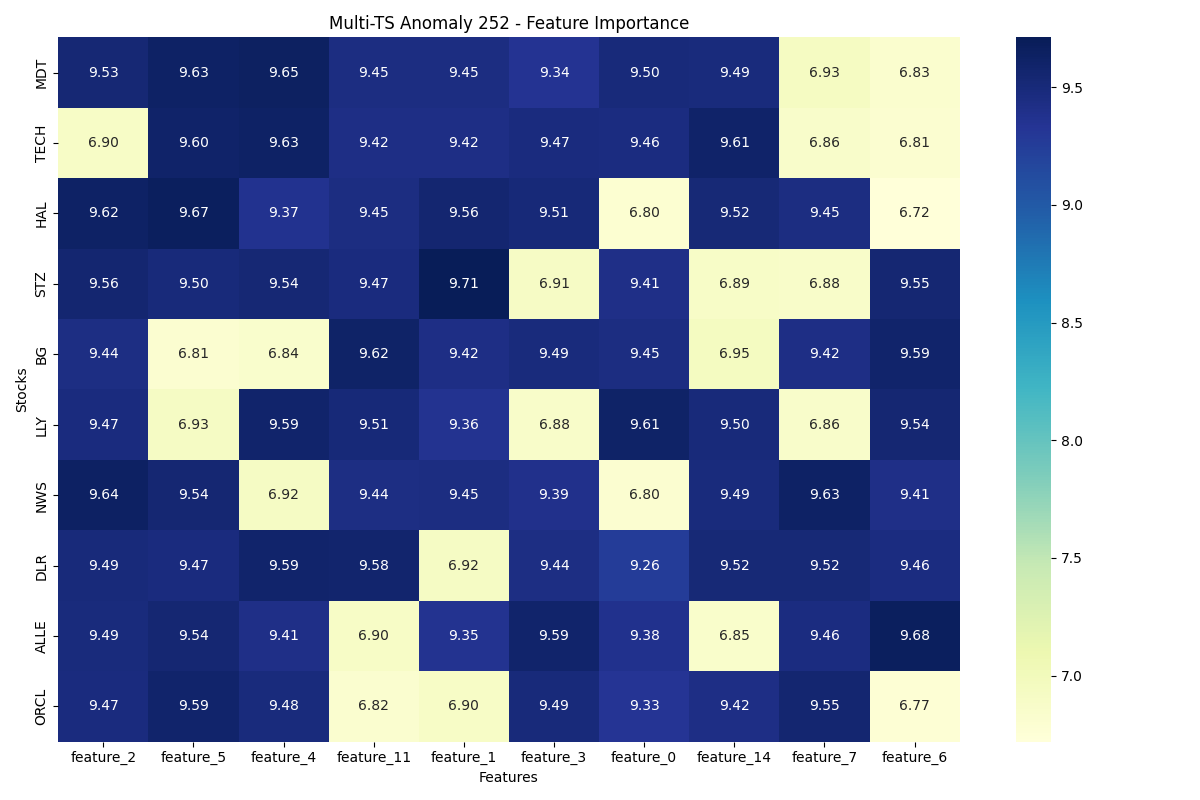 Multi-TS Anomaly 252 - Feature Importance
Stocks
MDT 9.53 9.63 9.65 9.45 9.45 9.34 9.50 9.49 6.93 6.83
TECH 6.90 9.60 9.63 9.42 9.42 9.47 9.46 9.61 6.86 6.81
HAL 9.62 9.67 9.37 9.45 9.56 9.51 6.80 9.52 9.45 6.72
STZ 9.56 9.50 9.54 9.47 9.71 6.91 9.41 6.89 6.88 9.55
BG 9.44 6.81 6.84 9.62 9.42 9.49 9.45 6.95 9.42 9.59
LLY 9.47 6.93 9.59 9.51 9.36 6.88 9.61 9.50 6.86 9.54
NWS 9.64 9.54 6.92 9.44 9.45 9.39 6.80 9.49 9.63 9.41
DLR 9.49 9.47 9.59 9.58 6.92 9.44 9.26 9.52 9.52 9.46
ALLE 9.49 9.54 9.41 6.90 9.35 9.59 9.38 6.85 9.46 9.68
ORCL 9.47 9.59 9.48 6.82 6.90 9.49 9.33 9.42 9.55 6.77
feature_2 feature_5 feature_4 feature_11 feature_1 feature_3 feature_0 feature_14 feature_7 feature_6
Features
9.5
9.0
8.5
8.0
7.5
7.0